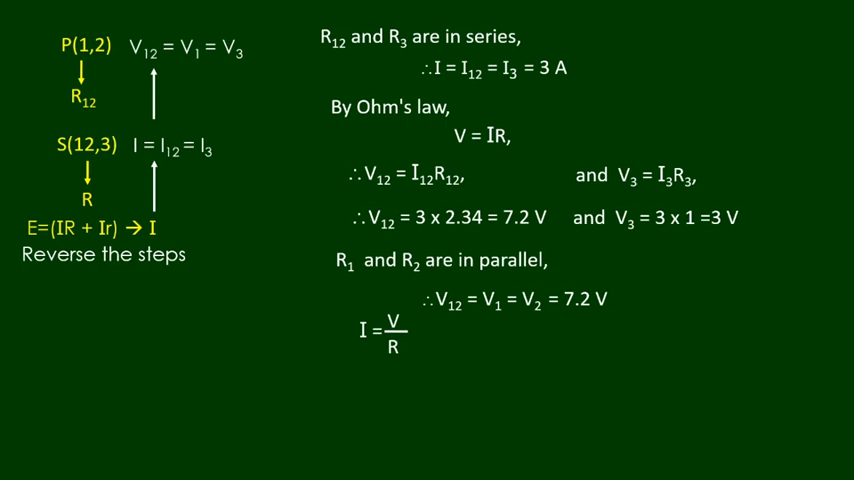 P(1,2) V₁₂ = V₁ = V₃
R₁₂
S(12,3) I = I₁₂ = I₃
R
E=(IR + Ir) → I
Reverse the steps
R₁₂ and R₃ are in series,
∴I = I₁₂ = I₃ = 3 A
By Ohm's law,
V = IR,
∴V₁₂ = I₁₂R₁₂, and V₃ = I₃R₃,
∴V₁₂ = 3 x 2.34 = 7.2 V and V₃ = 3 x 1 =3 V
R₁ and R₂ are in parallel,
∴V₁₂ = V₁ = V₂ = 7.2 V
I = V
R